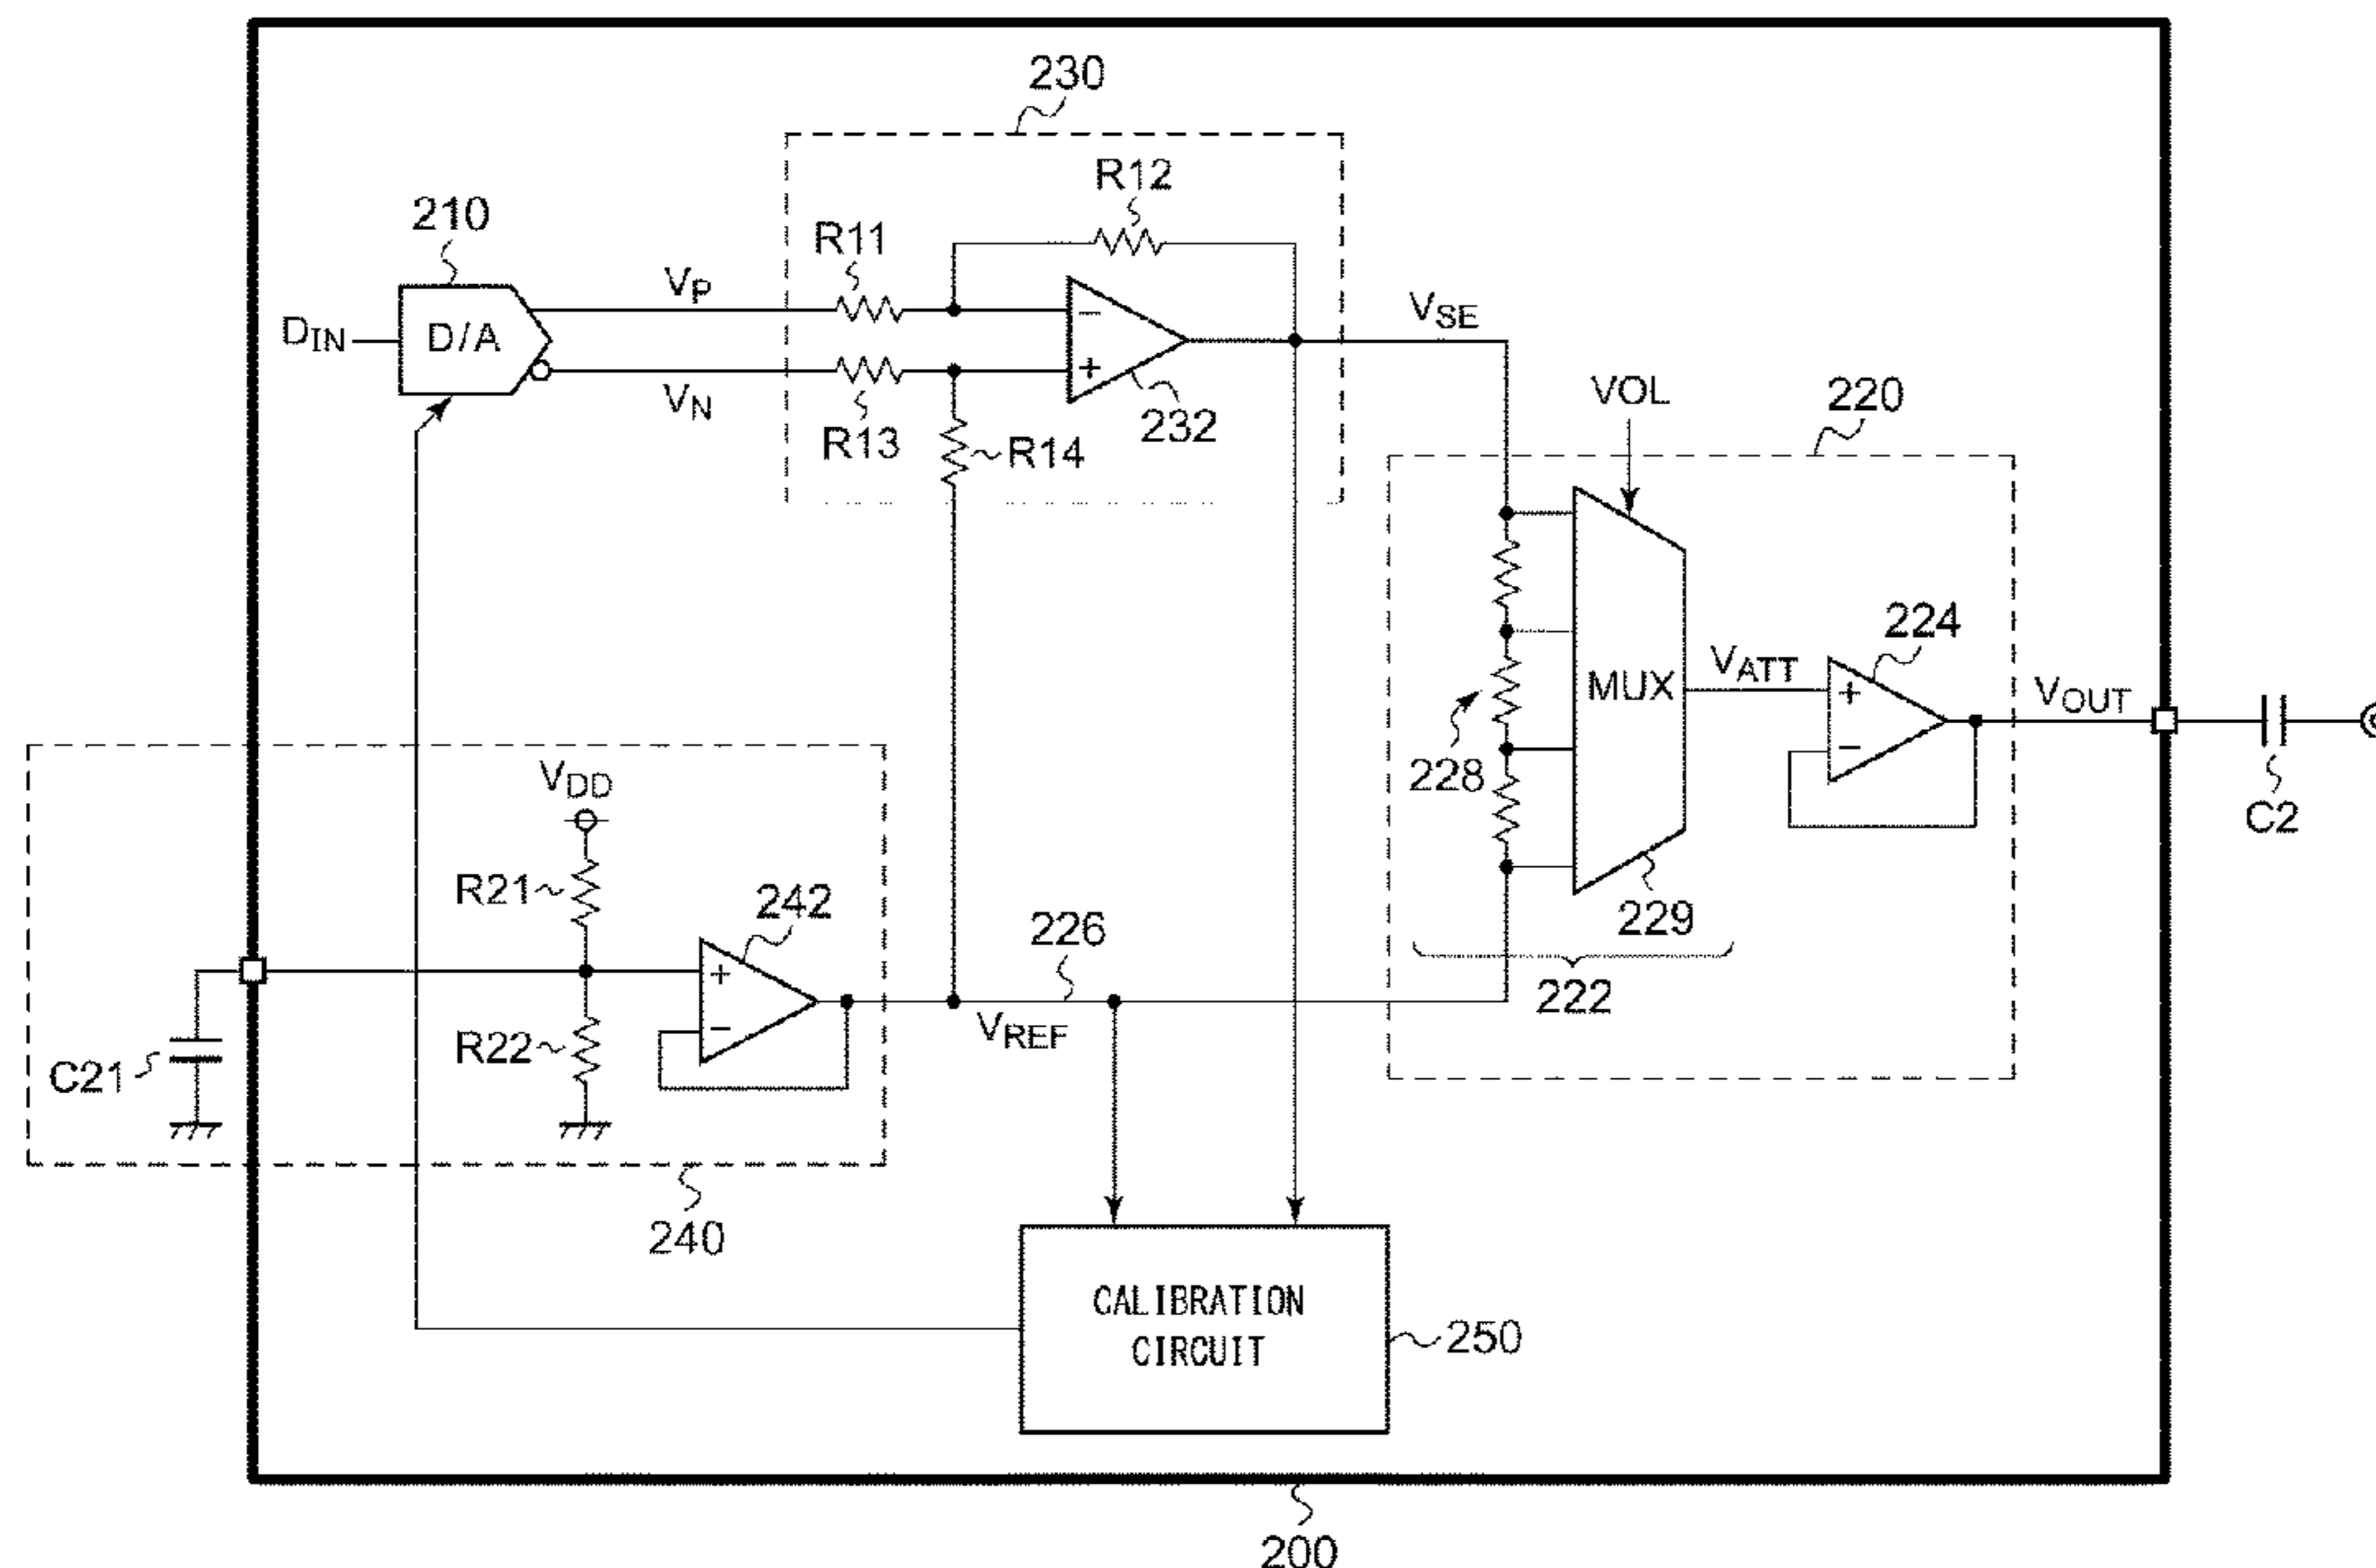 230
R12
210
R11
VP
VSE
DIN
D/A
−
+
VN
R13
R14
232
VOL
220
224
MUX
VATT
+
−
VOUT
228
C2
VDD
R21
242
226
229
222
+
−
R22
VREF
C21
240
CALIBRATION
CIRCUIT
250
200